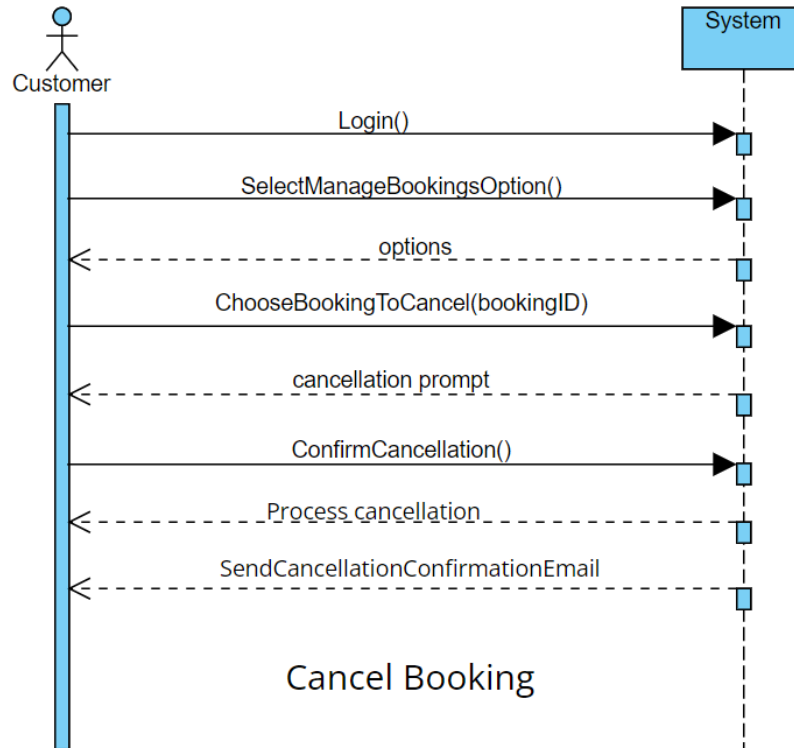 System
Customer
Login()
SelectManageBookingsOption()
options
ChooseBookingToCancel(bookingID)
cancellation prompt
ConfirmCancellation()
Process cancellation
SendCancellationConfirmationEmail
Cancel Booking